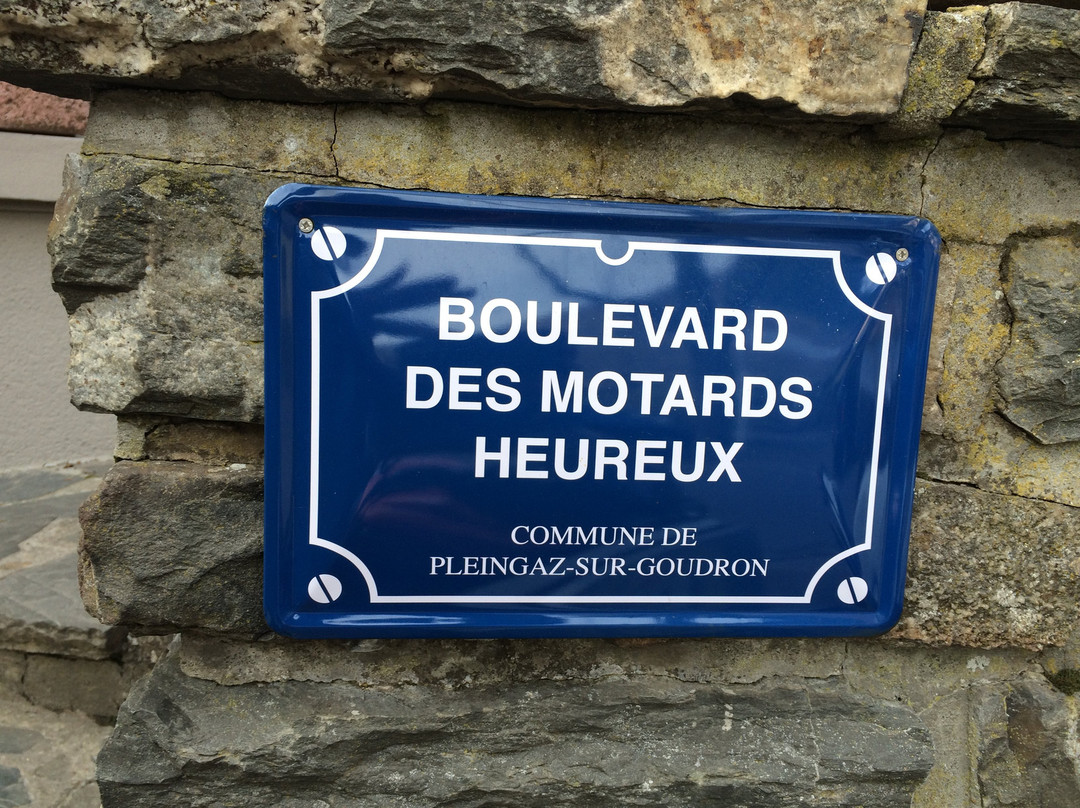 BOULEVARD
DES MOTARDS
HEUREUX
COMMUNE DE
PLEINGAZ-SUR-GOUDRON